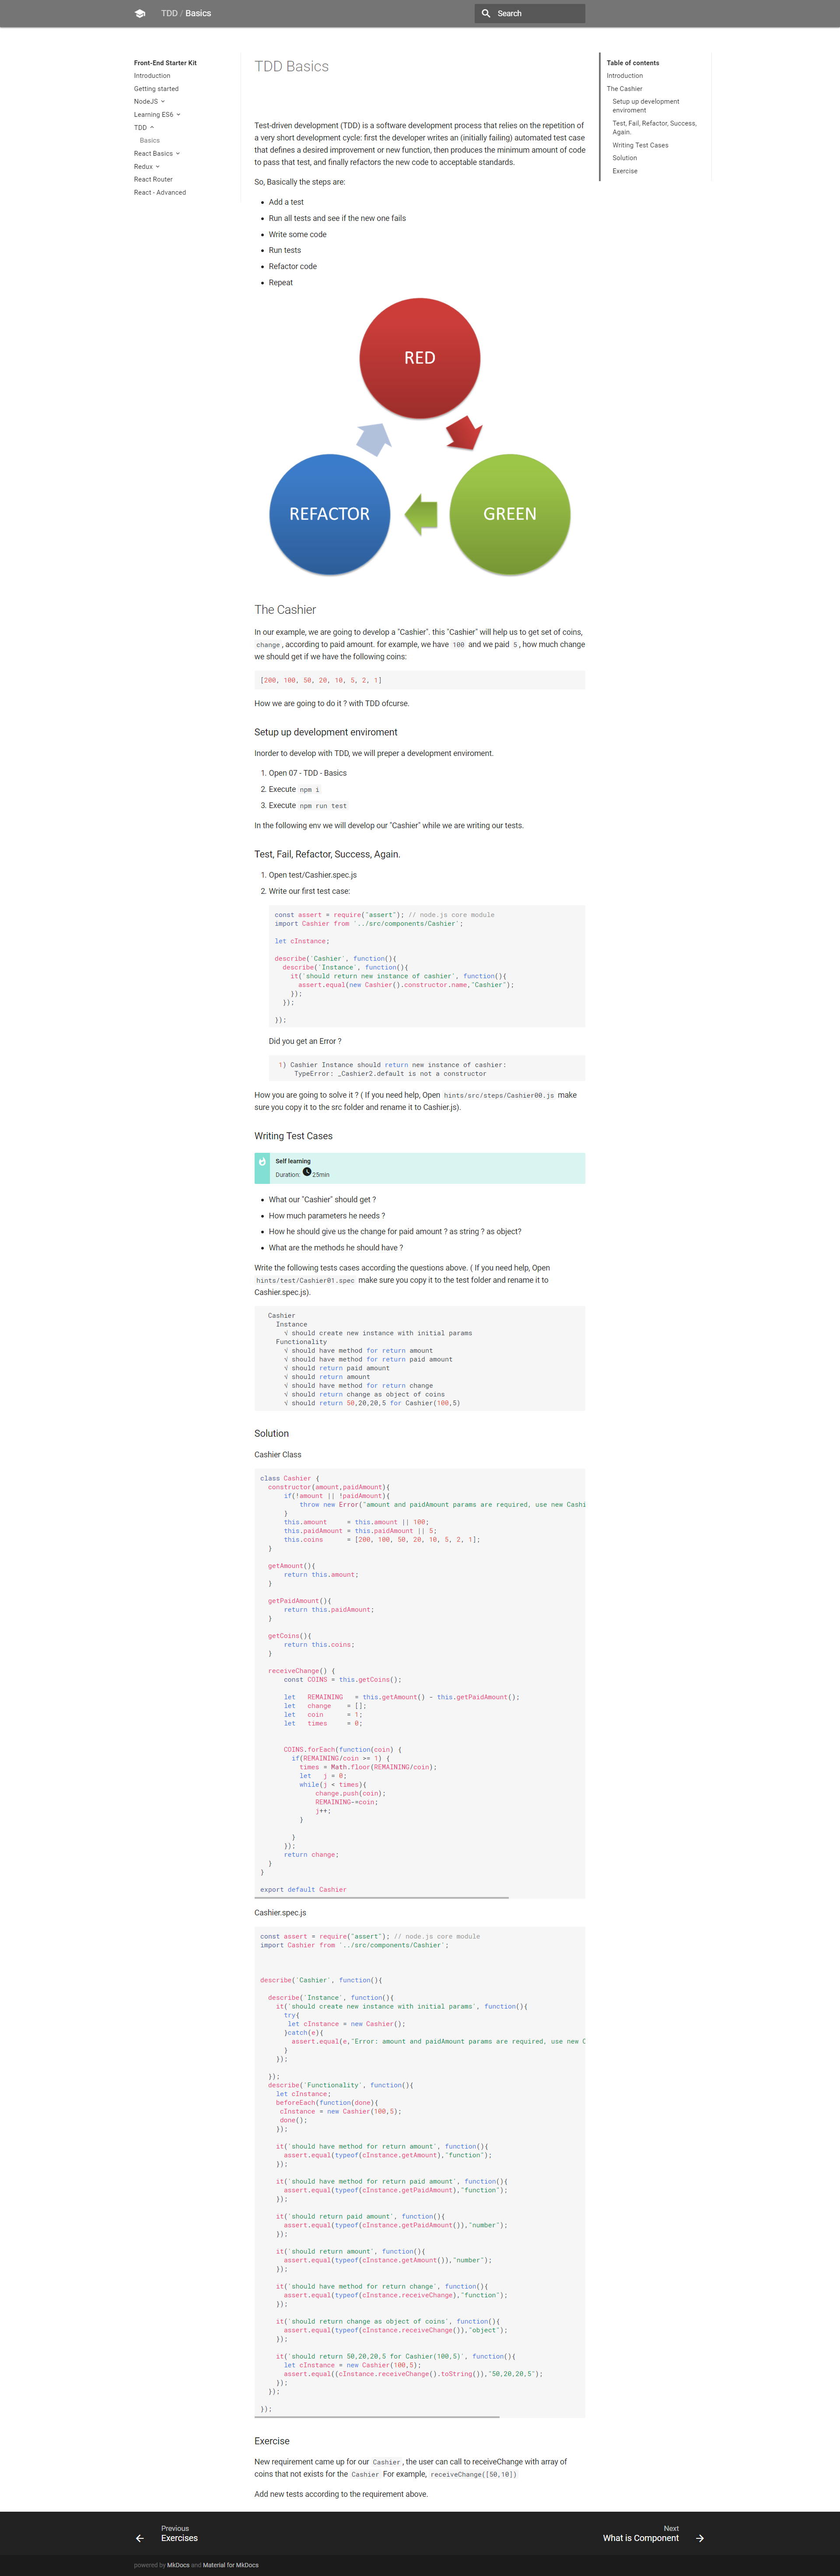 TDD / Basics
Search
Front-End Starter Kit
Introduction
Getting started
NodeJS
Learning ES6
TDD
Basics
React Basics
Redux
React Router
React - Advanced
Table of contents
Introduction
The Cashier
Setup up development
enviroment
Test, Fail, Refactor, Success,
Again.
Writing Test Cases
Solution
Exercise
TDD Basics
Test-driven development (TDD) is a software development process that relies on the repetition of
a very short development cycle: first the developer writes an (initially failing) automated test case
that defines a desired improvement or new function, then produces the minimum amount of code
to pass that test, and finally refactors the new code to acceptable standards.
So, Basically the steps are:
• Add a test
• Run all tests and see if the new one fails
• Write some code
• Run tests
• Refactor code
• Repeat
RED
REFACTOR
GREEN
The Cashier
In our example, we are going to develop a "Cashier". this "Cashier" will help us to get set of coins,
change , according to paid amount. for example, we have 100 and we paid 5 , how much change
we should get if we have the following coins:
[200, 100, 50, 20, 10, 5, 2, 1]
How we are going to do it ? with TDD ofcurse.
Setup up development enviroment
Inorder to develop with TDD, we will preper a development enviroment.
1. Open 07 - TDD - Basics
2. Execute npm i
3. Execute npm run test
In the following env we will develop our "Cashier" while we are writing our tests.
Test, Fail, Refactor, Success, Again.
1. Open test/Cashier.spec.js
2. Write our first test case:
const assert = require("assert"); // node.js core module
import Cashier from '../src/components/Cashier';
let cInstance;
describe('Cashier', function(){
describe('Instance', function(){
it('should return new instance of cashier', function(){
assert.equal(new Cashier().constructor.name,"Cashier");
});
});
});
Did you get an Error ?
1) Cashier Instance should return new instance of cashier:
TypeError: _Cashier2.default is not a constructor
How you are going to solve it ? ( If you need help, Open hints/src/steps/Cashier00.js make
sure you copy it to the src folder and rename it to Cashier.js).
Writing Test Cases
Self learning
Duration: 25min
• What our "Cashier" should get ?
• How much parameters he needs ?
• How he should give us the change for paid amount ? as string ? as object?
• What are the methods he should have ?
Write the following tests cases according the questions above. ( If you need help, Open
hints/test/Cashier01.spec make sure you copy it to the test folder and rename it to
Cashier.spec.js).
Cashier
Instance
√ should create new instance with initial params
Functionality
√ should have method for return amount
√ should have method for return paid amount
√ should return paid amount
√ should return amount
√ should have method for return change
√ should return change as object of coins
√ should return 50,20,20,5 for Cashier(100,5)
Solution
Cashier Class
class Cashier {
constructor(amount,paidAmount){
if(!amount || !paidAmount){
throw new Error("amount and paidAmount params are required, use new Cashi
}
this.amount = this.amount || 100;
this.paidAmount = this.paidAmount || 5;
this.coins = [200, 100, 50, 20, 10, 5, 2, 1];
}
getAmount(){
return this.amount;
}
getPaidAmount(){
return this.paidAmount;
}
getCoins(){
return this.coins;
}
receiveChange() {
const COINS = this.getCoins();
let REMAINING = this.getAmount() - this.getPaidAmount();
let change = [];
let coin = 1;
let times = 0;
COINS.forEach(function(coin) {
if(REMAINING/coin >= 1) {
times = Math.floor(REMAINING/coin);
let j = 0;
while(j < times){
change.push(coin);
REMAINING-=coin;
j++;
}
}
});
return change;
}
}
export default Cashier
Cashier.spec.js
const assert = require("assert"); // node.js core module
import Cashier from '../src/components/Cashier';
describe('Cashier', function(){
describe('Instance', function(){
it('should create new instance with initial params', function(){
try{
let cInstance = new Cashier();
}catch(e){
assert.equal(e,"Error: amount and paidAmount params are required, use new C
}
});
});
describe('Functionality', function(){
let cInstance;
beforeEach(function(done){
cInstance = new Cashier(100,5);
done();
});
it('should have method for return amount', function(){
assert.equal(typeof(cInstance.getAmount),"function");
});
it('should have method for return paid amount', function(){
assert.equal(typeof(cInstance.getPaidAmount),"function");
});
it('should return paid amount', function(){
assert.equal(typeof(cInstance.getPaidAmount()),"number");
});
it('should return amount', function(){
assert.equal(typeof(cInstance.getAmount()),"number");
});
it('should have method for return change', function(){
assert.equal(typeof(cInstance.receiveChange),"function");
});
it('should return change as object of coins', function(){
assert.equal(typeof(cInstance.receiveChange()),"object");
});
it('should return 50,20,20,5 for Cashier(100,5)', function(){
let cInstance = new Cashier(100,5);
assert.equal((cInstance.receiveChange().toString()),"50,20,20,5");
});
});
});
Exercise
New requirement came up for our Cashier , the user can call to receiveChange with array of
coins that not exists for the Cashier For example, receiveChange([50,10])
Add new tests according to the requirement above.
Previous
Exercises
Next
What is Component
powered by MkDocs and Material for MkDocs